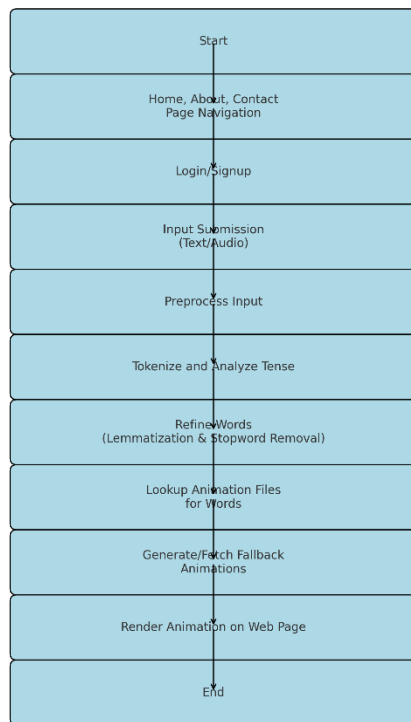 Start
Home, About, Contact
Page Navigation
Login/Signup
Input Submission
(Text/Audio)
Preprocess Input
Tokenize and Analyze Tense
Refine Words
(Lemmatization & Stopword Removal)
Lookup Animation Files
for Words
Generate/Fetch Fallback
Animations
Render Animation on Web Page
End